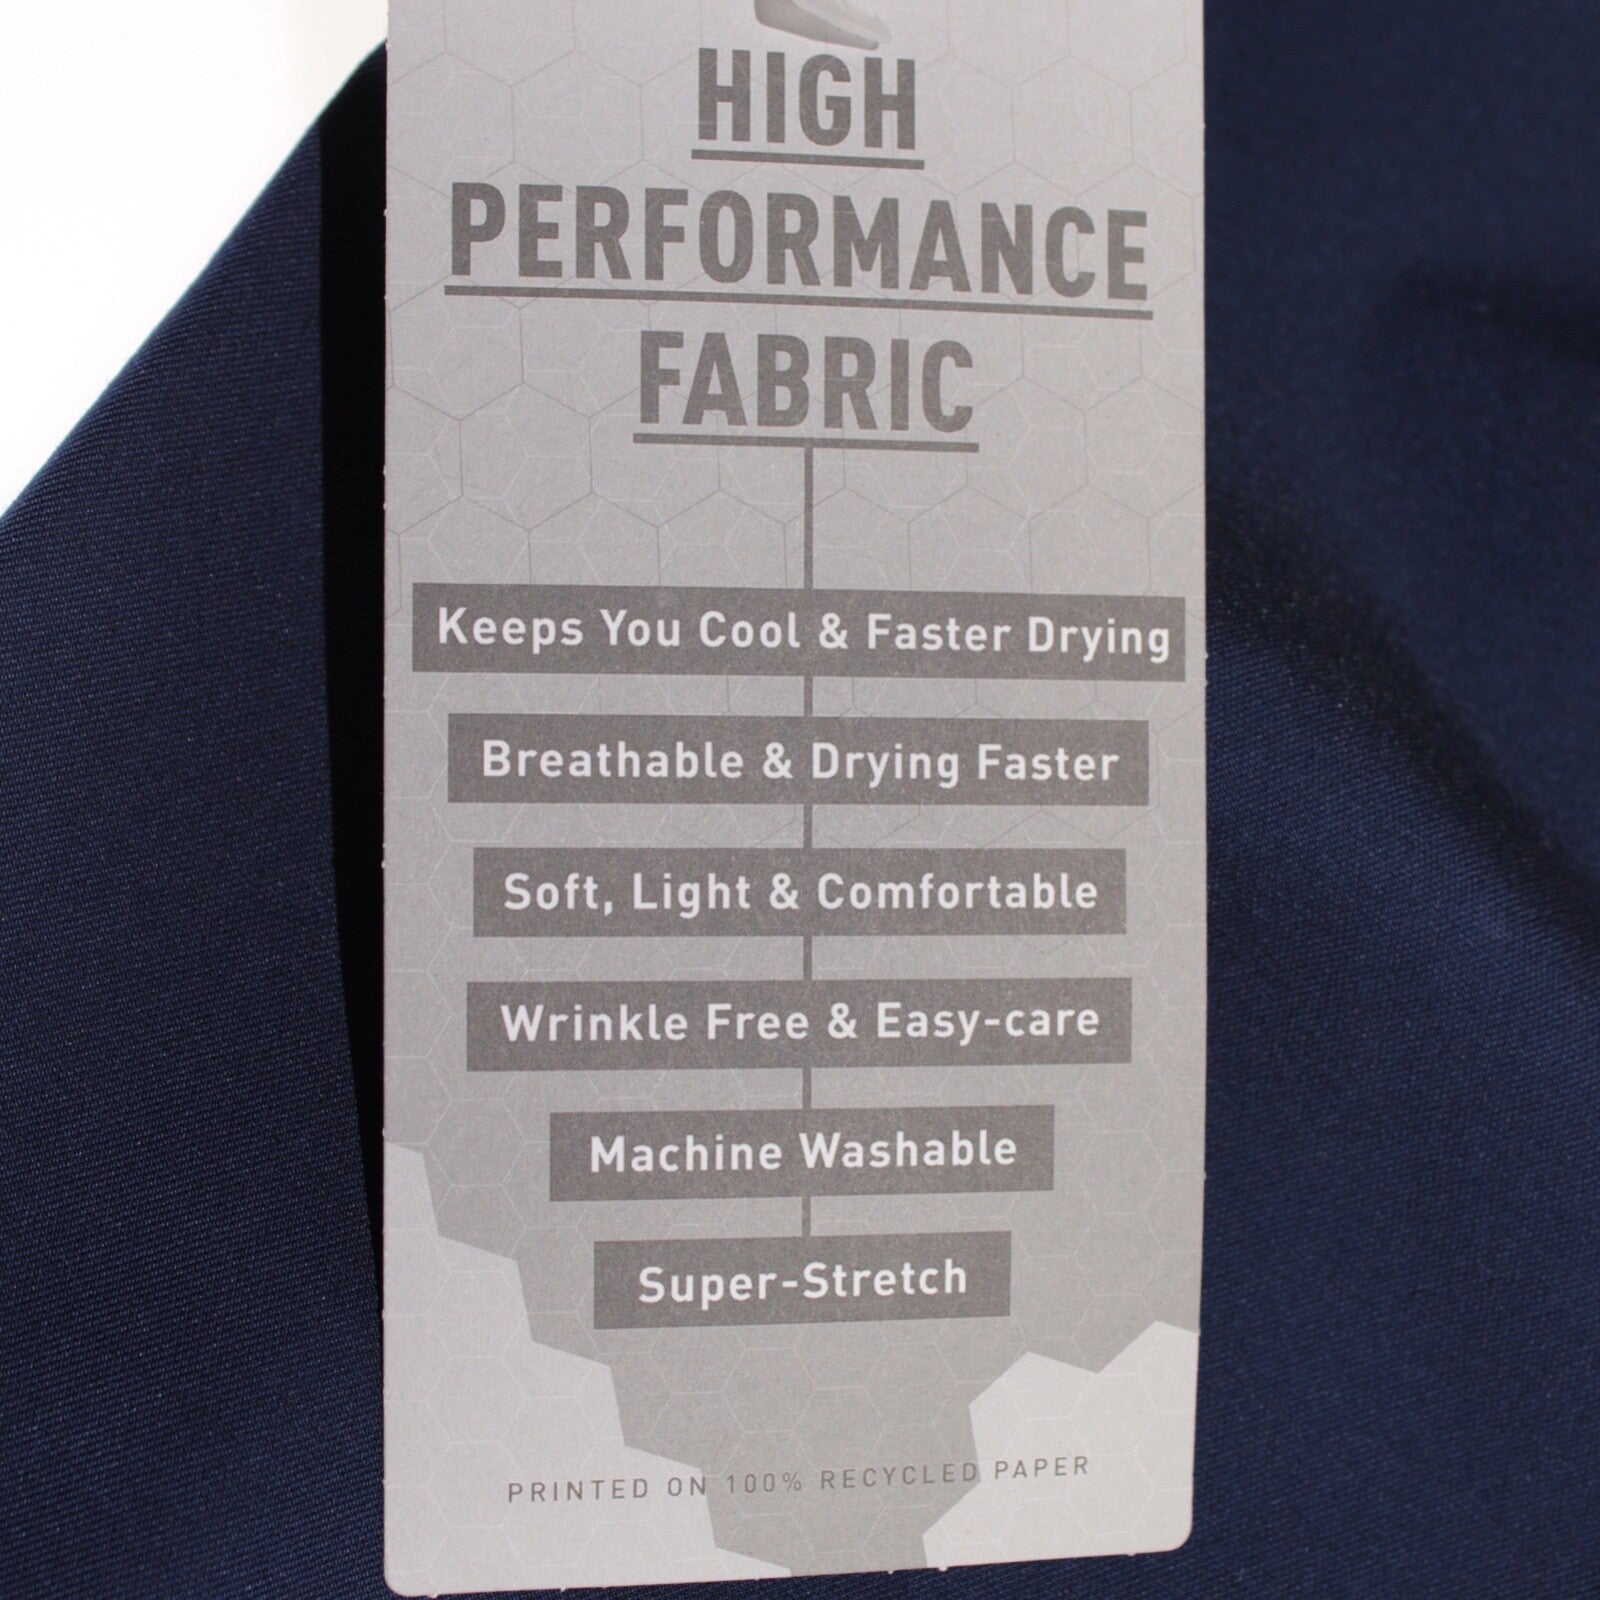 HIGH
PERFORMANCE
FABRIC
Keeps You Cool & Faster Drying
Breathable & Drying Faster
Soft, Light & Comfortable
Wrinkle Free & Easy-care
Machine Washable
Super-Stretch
PRINTED ON 100% RECYCLED PAPER